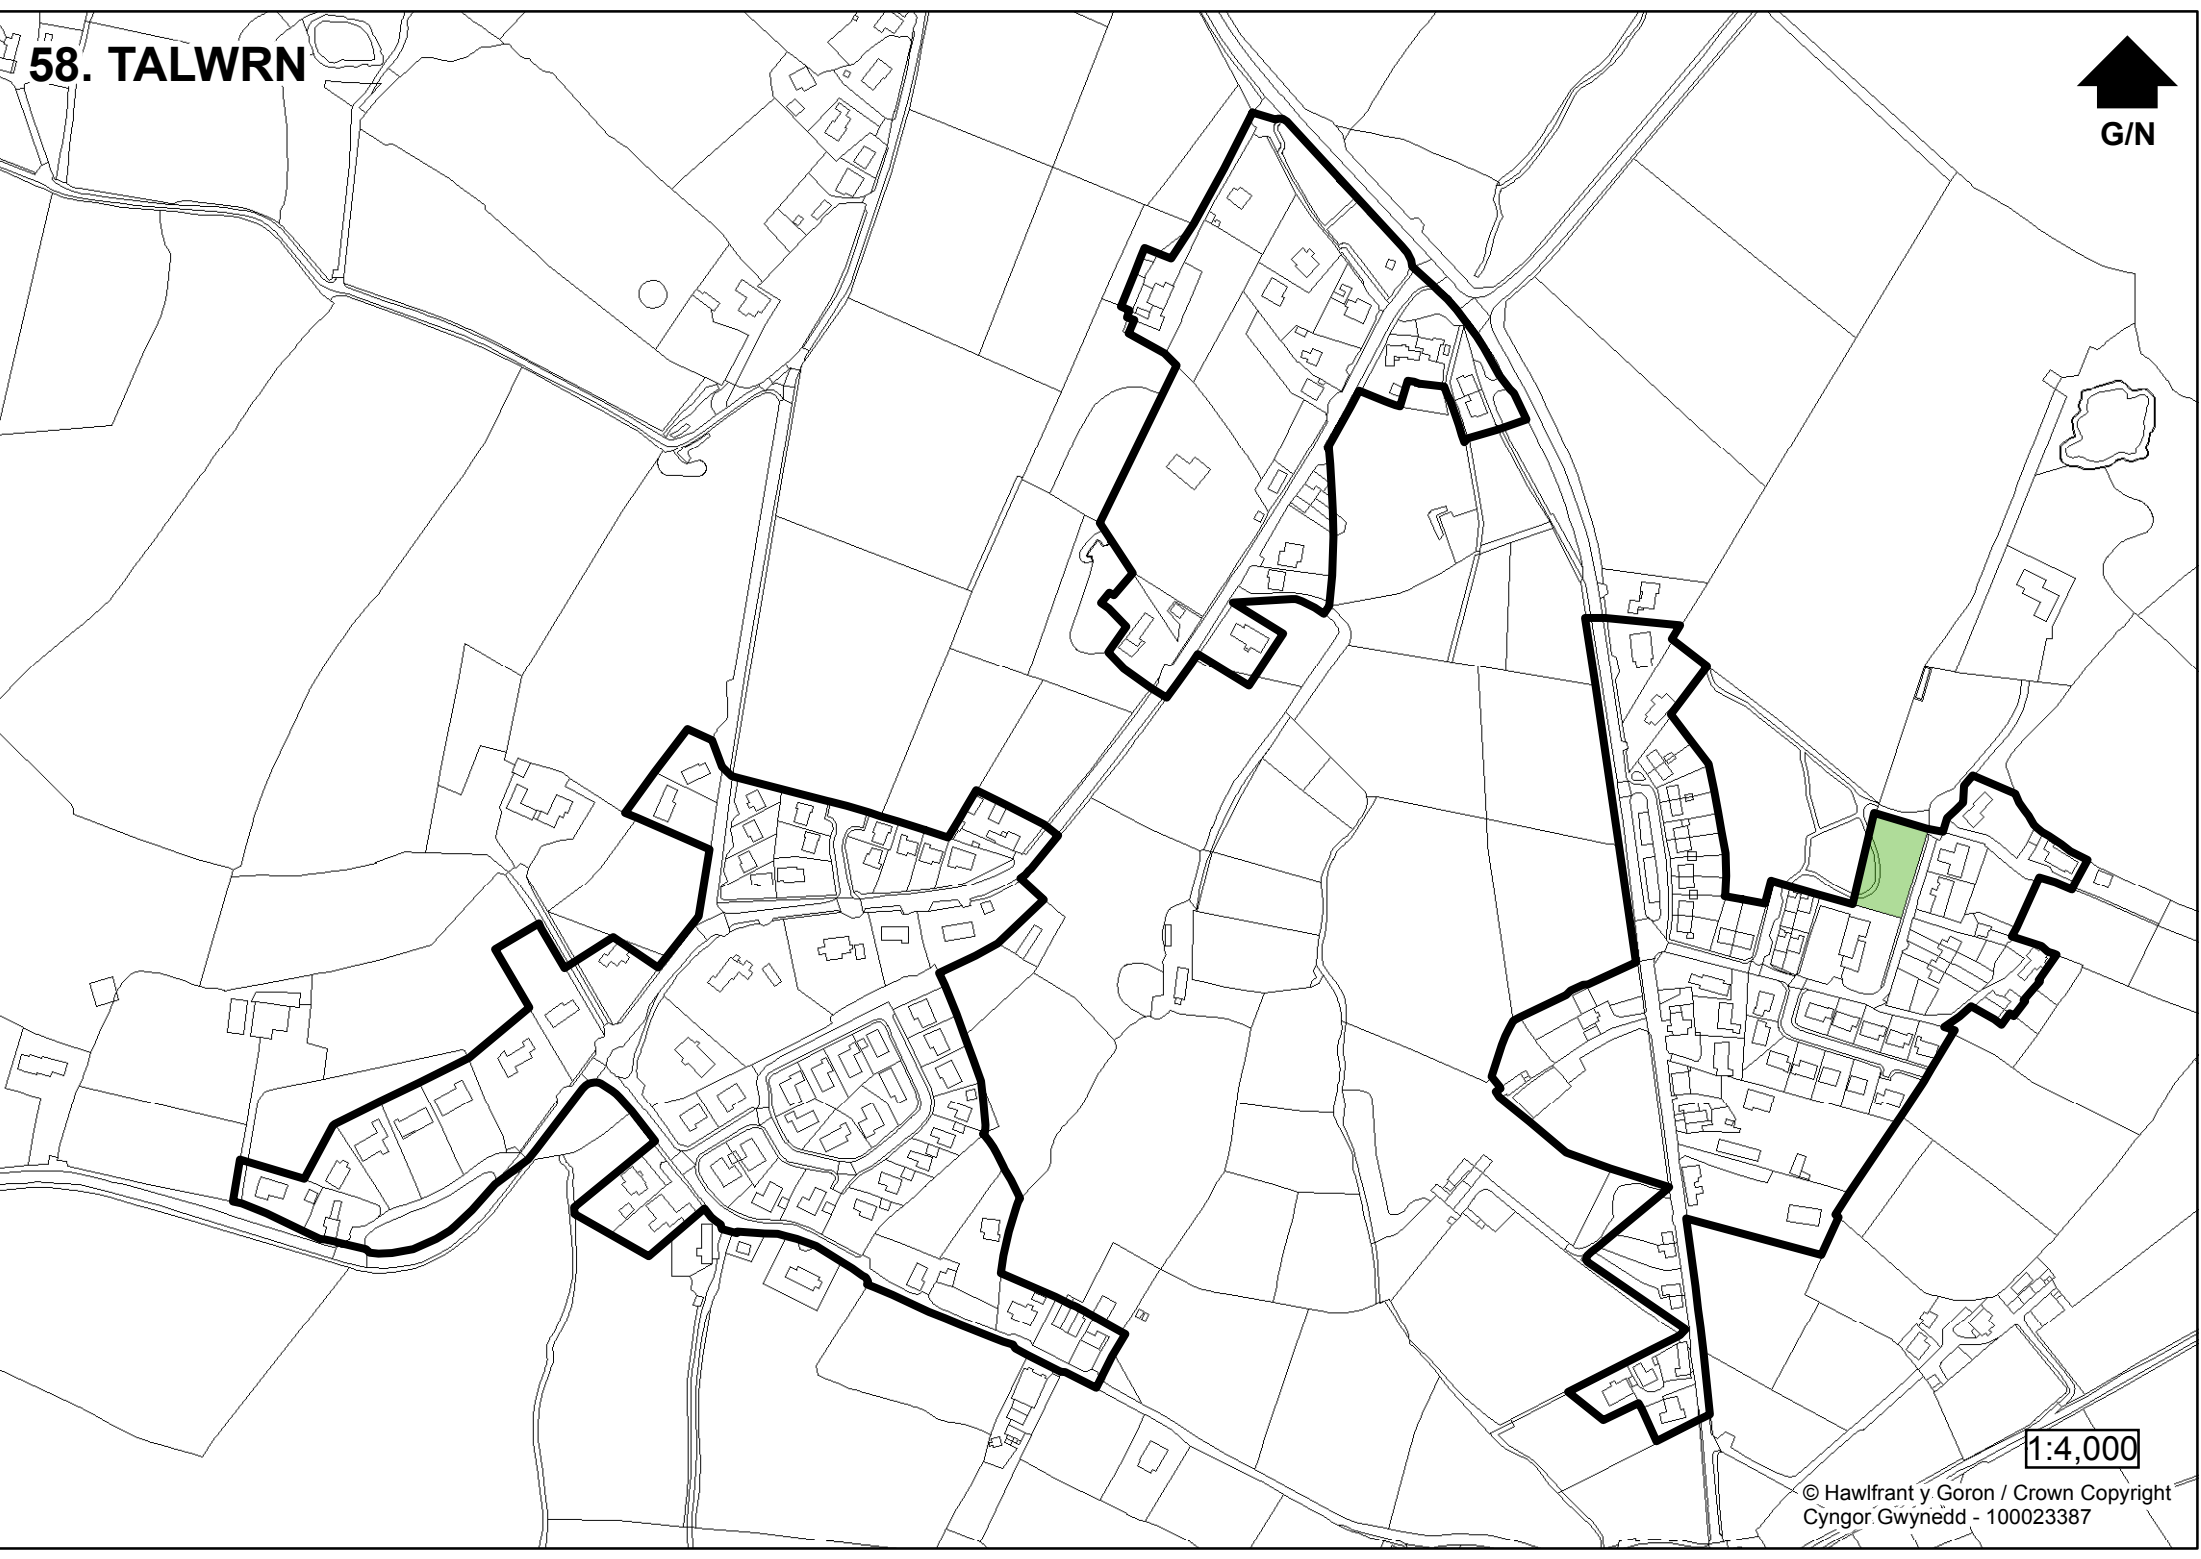 58. TALWRN
G/N
1:4,000
© Hawlfrant y Goron / Crown Copyright
Cyngor Gwynedd - 100023387